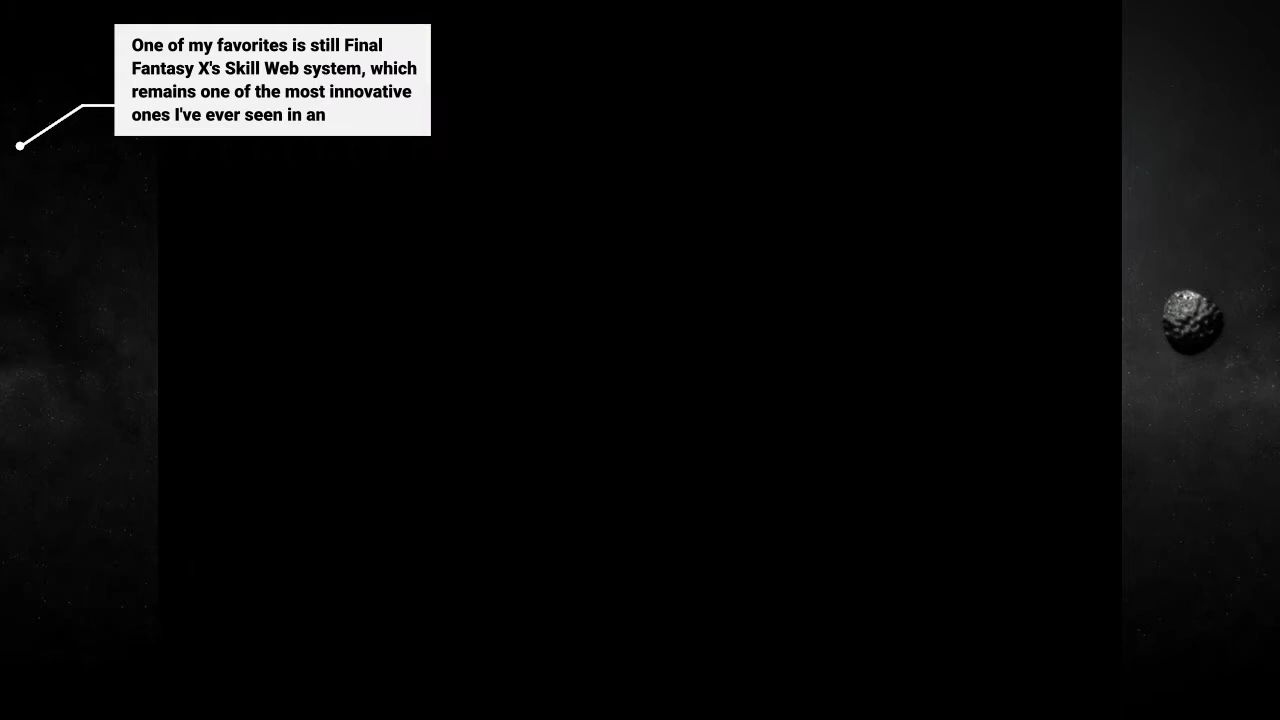 One of my favorites is still Final
Fantasy X's Skill Web system, which
remains one of the most innovative
ones I've ever seen in an